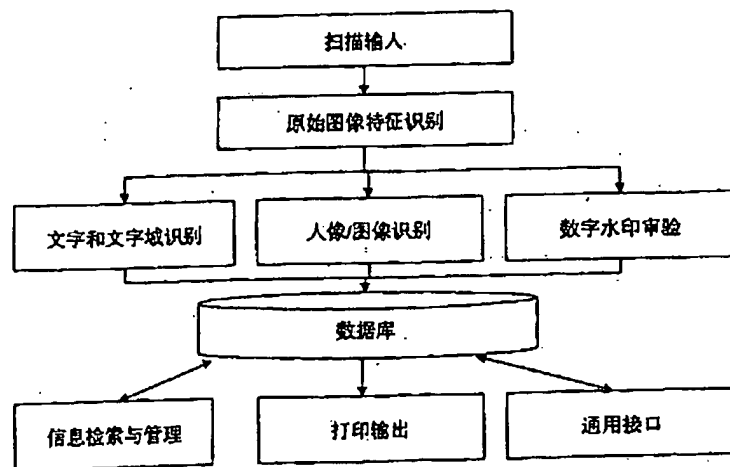 扫描输人
原始图像特征识别
文字和文字域识别
人像/图像识别
数字水印审验
数据库
信息检索与管理
打印输出
通用接口